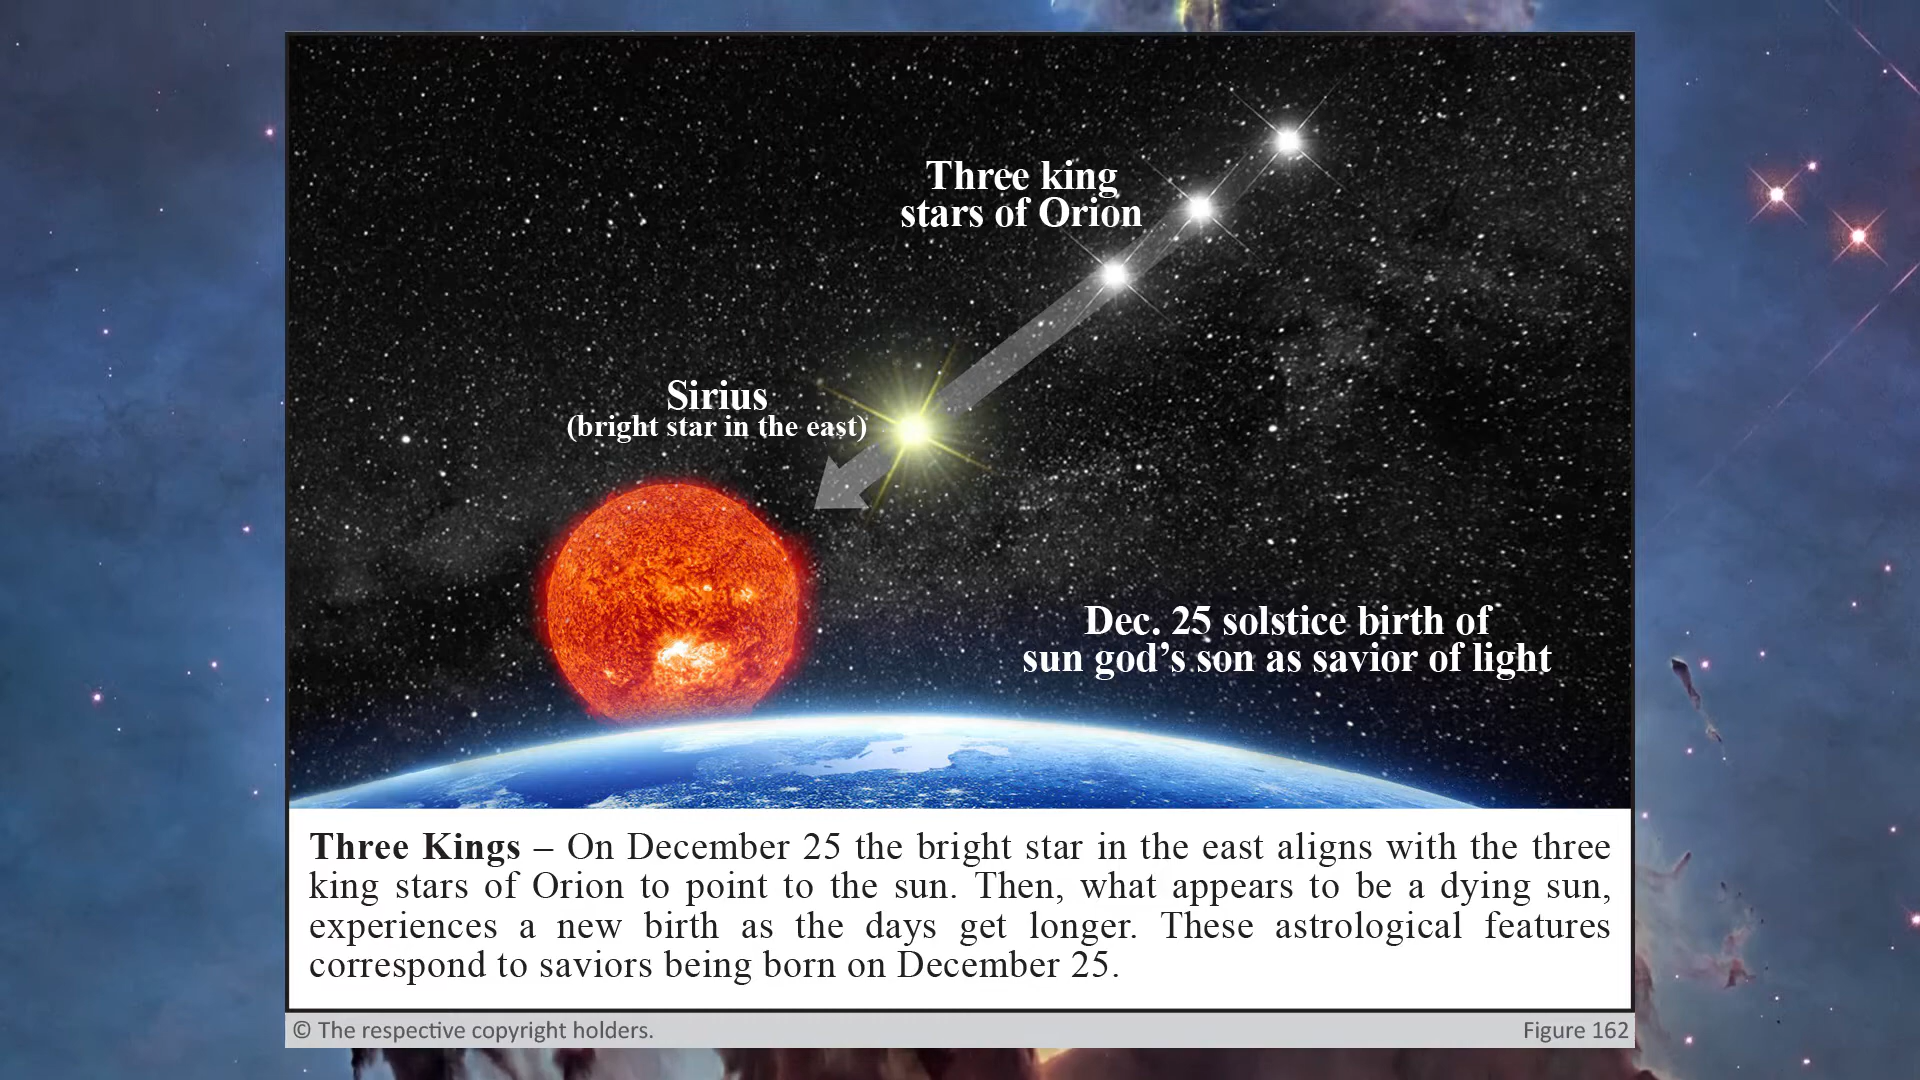 Three king
stars of Orion
Sirius
(bright star in the east)
Dec. 25 solstice birth of
sun god’s son as savior of light
Three Kings – On December 25 the bright star in the east aligns with the three
king stars of Orion to point to the sun. Then, what appears to be a dying sun,
experiences a new birth as the days get longer. These astrological features
correspond to saviors being born on December 25.
© The respective copyright holders.
Figure 162